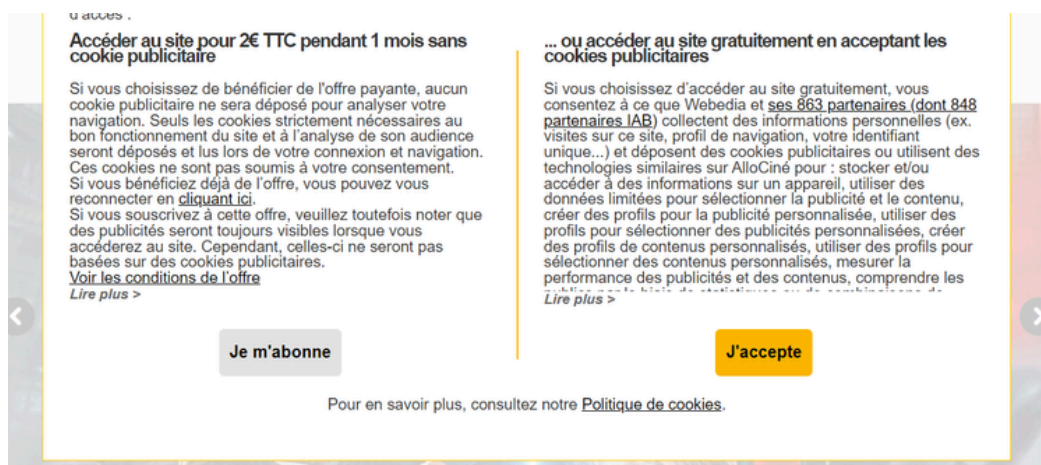 d'accès :
Accéder au site pour 2€ TTC pendant 1 mois sans
cookie publicitaire
Si vous choisissez de bénéficier de l'offre payante, aucun
cookie publicitaire ne sera déposé pour analyser votre
navigation. Seuls les cookies strictement nécessaires au
bon fonctionnement du site et à l'analyse de son audience
seront déposés et lus lors de votre connexion et navigation.
Ces cookies ne sont pas soumis à votre consentement.
Si vous bénéficiez déjà de l'offre, vous pouvez vous
reconnecter en cliquant ici.
Si vous souscrivez à cette offre, veuillez toutefois noter que
des publicités seront toujours visibles lorsque vous
accéderez au site. Cependant, celles-ci ne seront pas
basées sur des cookies publicitaires.
Voir les conditions de l'offre
Lire plus >
Je m'abonne
... ou accéder au site gratuitement en acceptant les
cookies publicitaires
Si vous choisissez d'accéder au site gratuitement, vous
consentez à ce que Webedia et ses 863 partenaires (dont 848
partenaires IAB) collectent des informations personnelles (ex.
visites sur ce site, profil de navigation, votre identifiant
unique...) et déposent des cookies publicitaires ou utilisent des
technologies similaires sur AlloCiné pour : stocker et/ou
accéder à des informations sur un appareil, utiliser des
données limitées pour sélectionner la publicité et le contenu,
créer des profils pour la publicité personnalisée, utiliser des
profils pour sélectionner des publicités personnalisées, créer
des profils de contenus personnalisés, utiliser des profils pour
sélectionner des contenus personnalisés, mesurer la
performance des publicités et des contenus, comprendre les
publics par le biais de statistiques ou de combinaisons de
Lire plus >
J'accepte
Pour en savoir plus, consultez notre Politique de cookies.